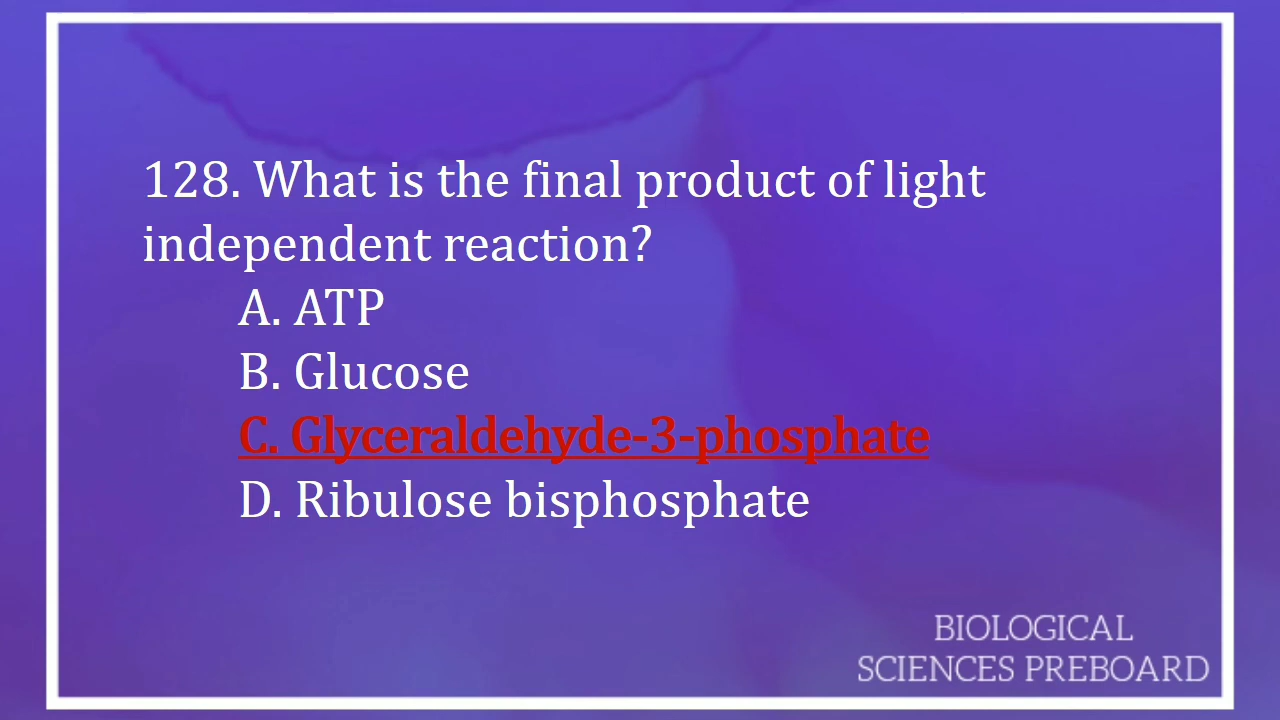 128. What is the final product of light
independent reaction?
A. ATP
B. Glucose
C. Glyceraldehyde-3-phosphate
D. Ribulose bisphosphate
BIOLOGICAL
SCIENCES PREBOARD